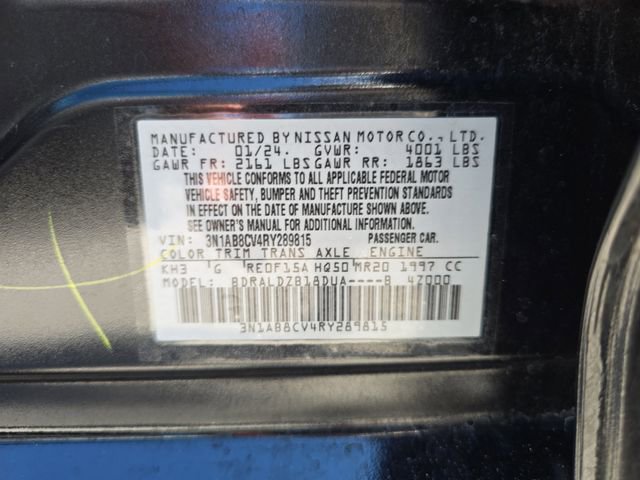 MANUFACTURED BY NISSAN MOTOR CO., LTD.
DATE: 01/24. GVWR: 4001 LBS
GAWR FR: 2161 LBS GAWR RR: 1863 LBS
THIS VEHICLE CONFORMS TO ALL APPLICABLE FEDERAL MOTOR
VEHICLE SAFETY, BUMPER AND THEFT PREVENTION STANDARDS
IN EFFECT ON THE DATE OF MANUFACTURE SHOWN ABOVE.
SEE OWNER'S MANUAL FOR ADDITIONAL INFORMATION.
VIN: 3N1AB8CV4RY289815 PASSENGER CAR.
COLOR TRIM TRANS AXLE ENGINE
KH3 G RE0F15A HQ50 MR20 1997 CC
MODEL: BDRALDZB18DUA----B 4Z000
3N1AB8CV4RY289815